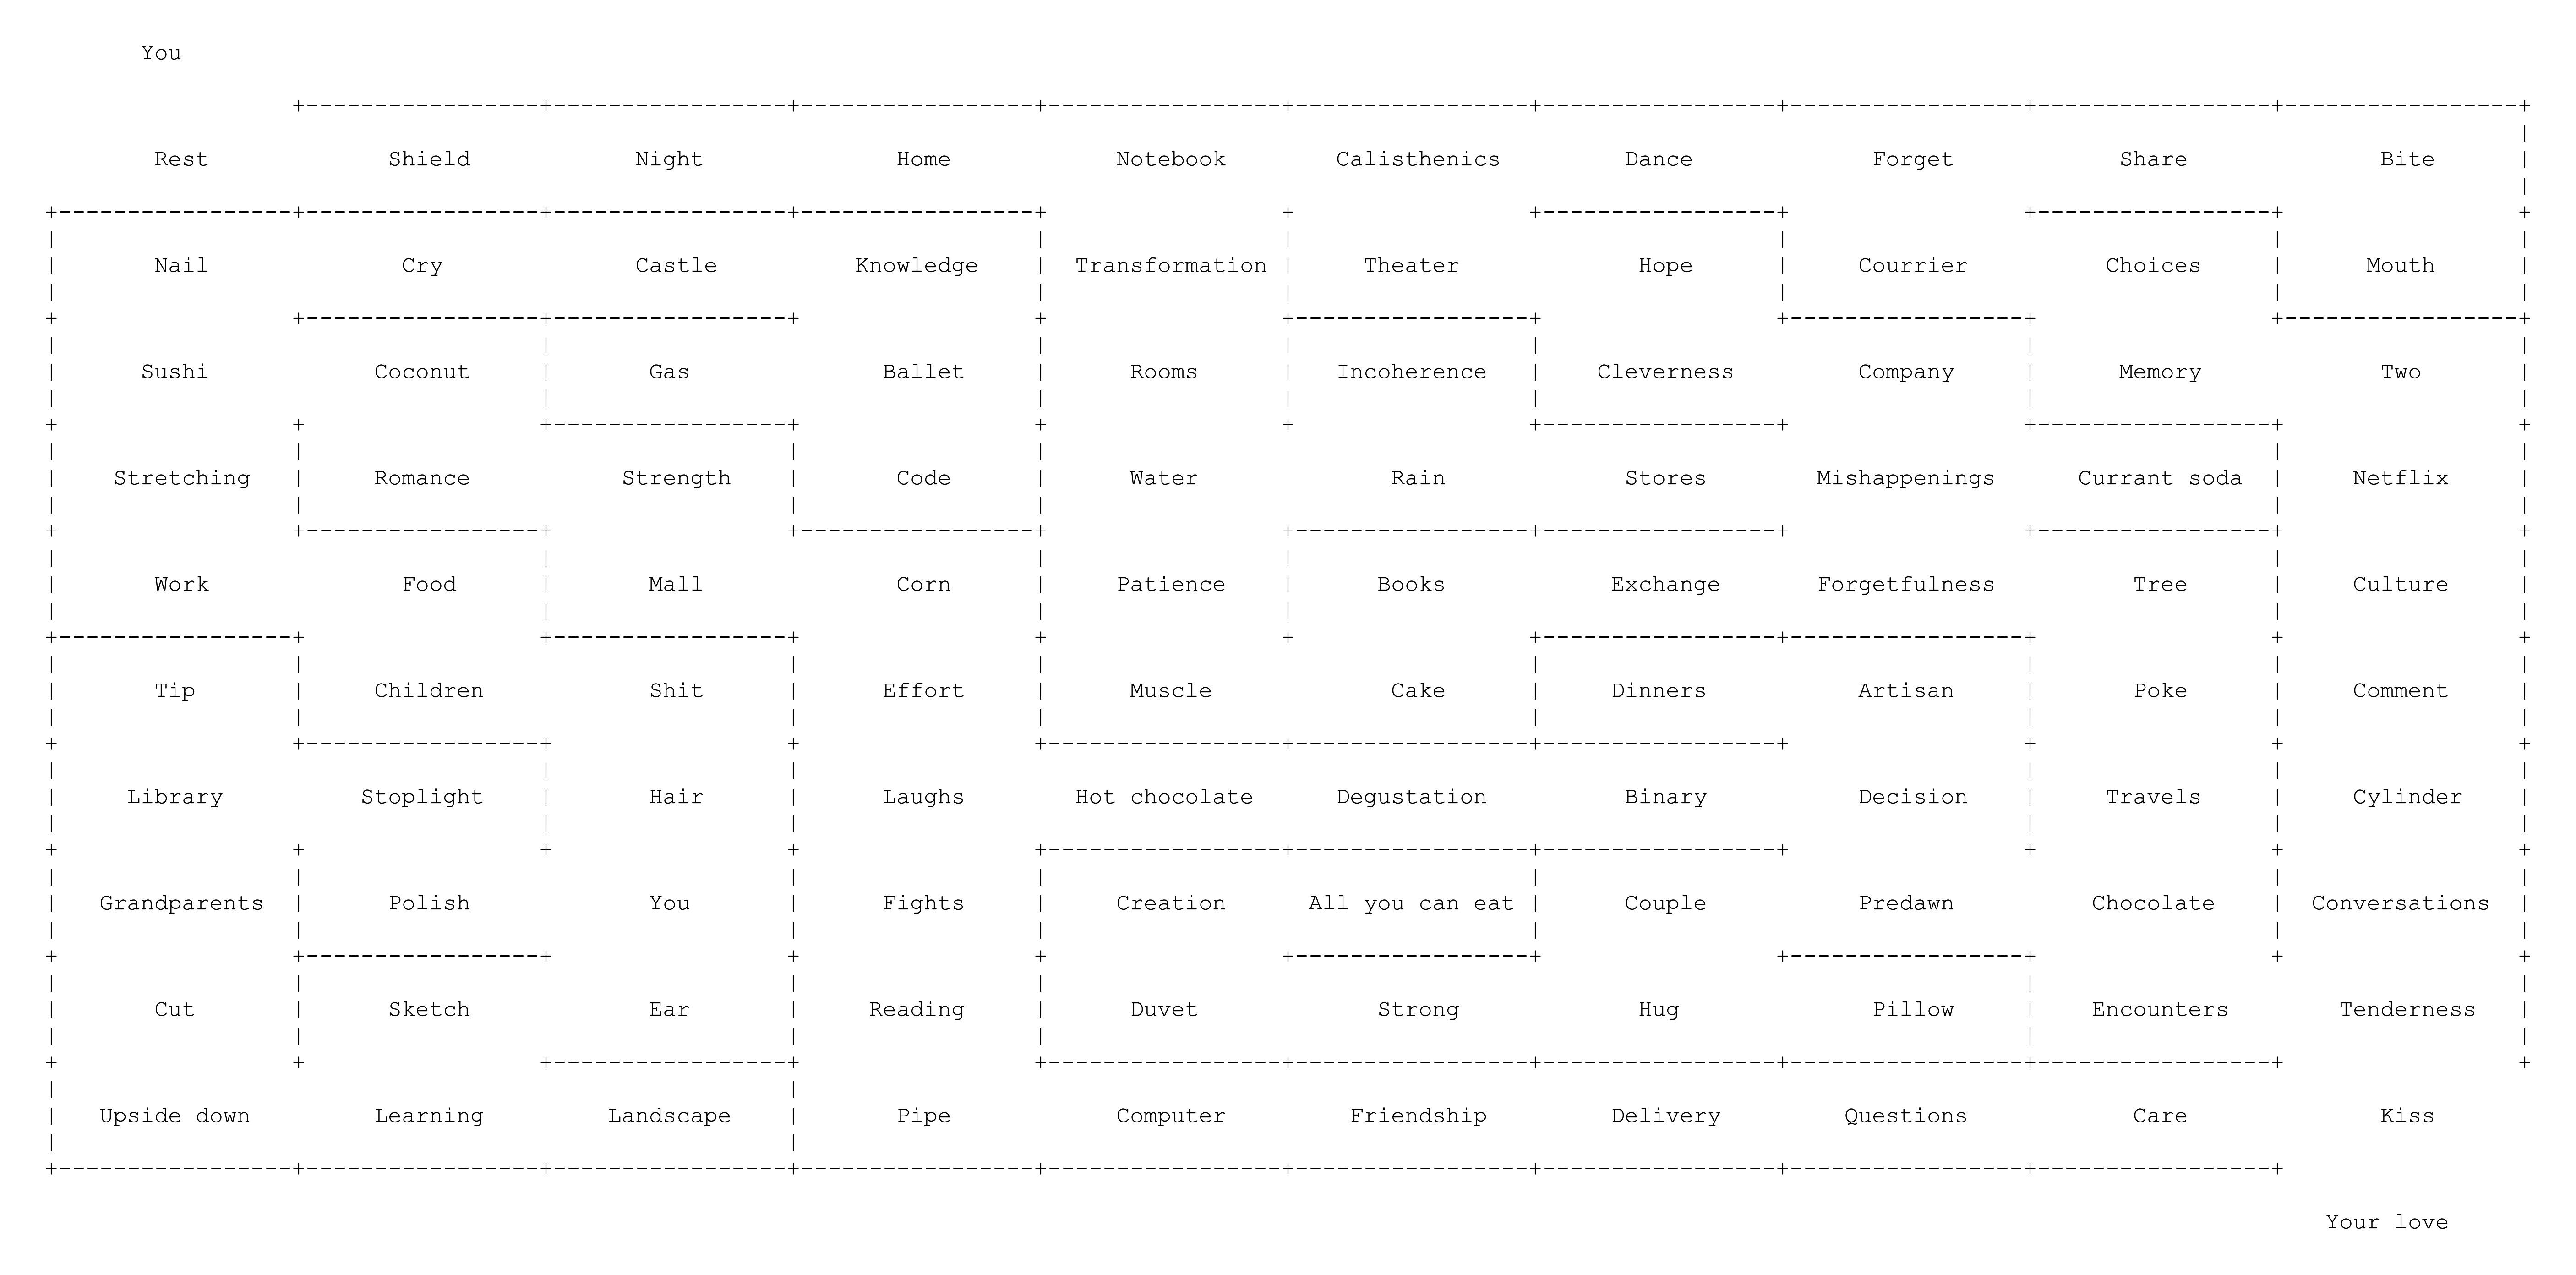 You
Rest Shield Night Home Notebook Calisthenics Dance Forget Share Bite
Nail Cry Castle Knowledge Transformation Theater Hope Courrier Choices Mouth
Sushi Coconut Gas Ballet Rooms Incoherence Cleverness Company Memory Two
Stretching Romance Strength Code Water Rain Stores Mishappenings Currant soda Netflix
Work Food Mall Corn Patience Books Exchange Forgetfulness Tree Culture
Tip Children Shit Effort Muscle Cake Dinners Artisan Poke Comment
Library Stoplight Hair Laughs Hot chocolate Degustation Binary Decision Travels Cylinder
Grandparents Polish You Fights Creation All you can eat Couple Predawn Chocolate Conversations
Cut Sketch Ear Reading Duvet Strong Hug Pillow Encounters Tenderness
Upside down Learning Landscape Pipe Computer Friendship Delivery Questions Care Kiss
Your love